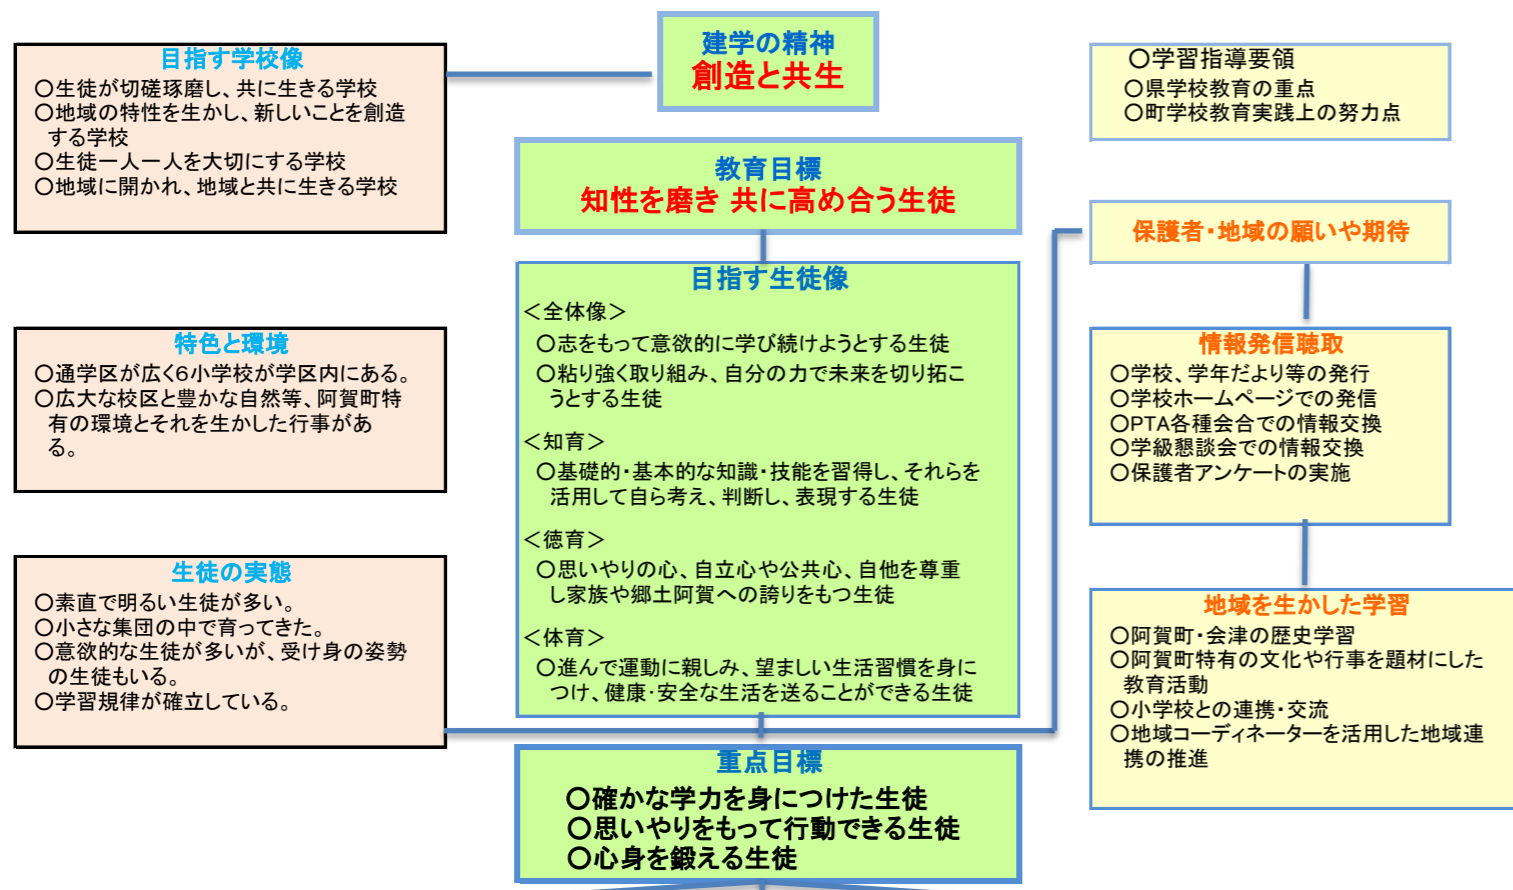 目指す学校像
○生徒が切磋琢磨し、共に生きる学校
○地域の特性を生かし、新しいことを創造
する学校
○生徒一人一人を大切にする学校
○地域に開かれ、地域と共に生きる学校
特色と環境
○通学区が広く6小学校が学区内にある。
○広大な校区と豊かな自然等、阿賀町特
有の環境とそれを生かした行事があ
る。
生徒の実態
○素直で明るい生徒が多い。
○小さな集団の中で育ってきた。
○意欲的な生徒が多いが、受け身の姿勢
の生徒もいる。
○学習規律が確立している。
建学の精神
創造と共生
教育目標
知性を磨き 共に高め合う生徒
目指す生徒像
＜全体像＞
○志をもって意欲的に学び続けようとする生徒
○粘り強く取り組み、自分の力で未来を切り拓こ
うとする生徒
＜知育＞
○基礎的・基本的な知識・技能を習得し、それらを
活用して自ら考え、判断し、表現する生徒
＜徳育＞
○思いやりの心、自立心や公共心、自他を尊重
し家族や郷土阿賀への誇りをもつ生徒
＜体育＞
○進んで運動に親しみ、望ましい生活習慣を身に
つけ、健康・安全な生活を送ることができる生徒
重点目標
○確かな学力を身につけた生徒
○思いやりをもって行動できる生徒
○心身を鍛える生徒
○学習指導要領
○県学校教育の重点
○町学校教育実践上の努力点
保護者・地域の願いや期待
情報発信聴取
○学校、学年だより等の発行
○学校ホームページでの発信
○PTA各種会合での情報交換
○学級懇談会での情報交換
○保護者アンケートの実施
地域を生かした学習
○阿賀町・会津の歴史学習
○阿賀町特有の文化や行事を題材にした
教育活動
○小学校との連携・交流
○地域コーディネーターを活用した地域連
携の推進